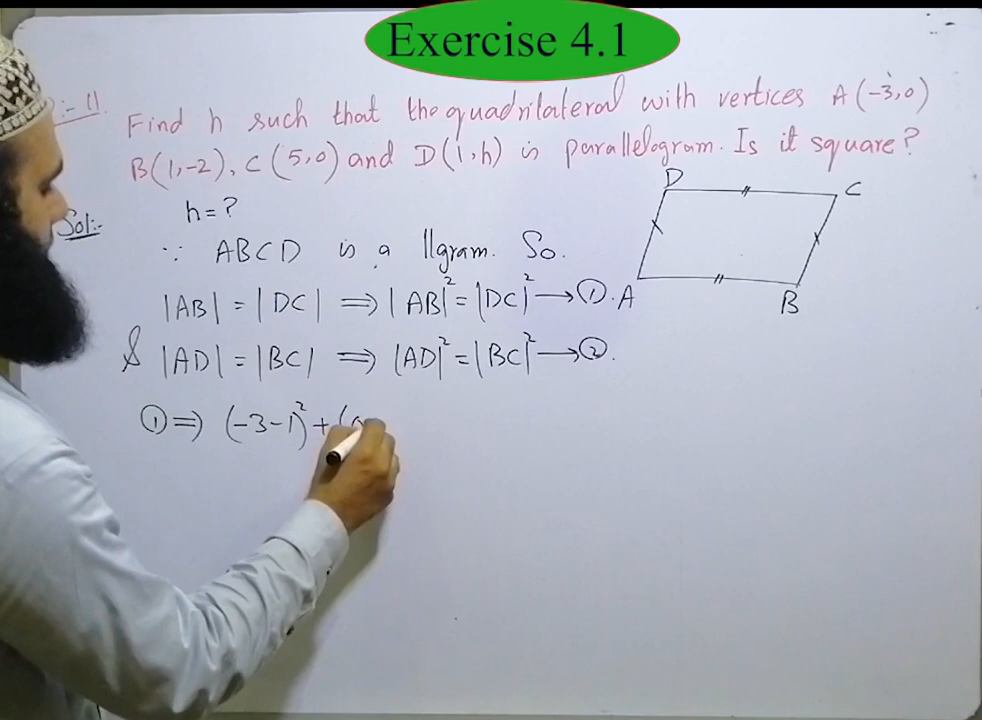 Exercise 4.1
:- 11.
Find h such that the quadrilateral with vertices A(-3,0)
B(1,-2), C(5,0) and D(1,h) is parallelogram. Is it square?
Sol:-
h=?
∵ ABCD is a llgram. So.
|AB| = |DC| ⟹ |AB|² = |DC|² ⟶ ①.
& |AD| = |BC| ⟹ |AD|² = |BC|² ⟶ ②.
① ⟹ (-3-1)² + (0
D
C
A
B